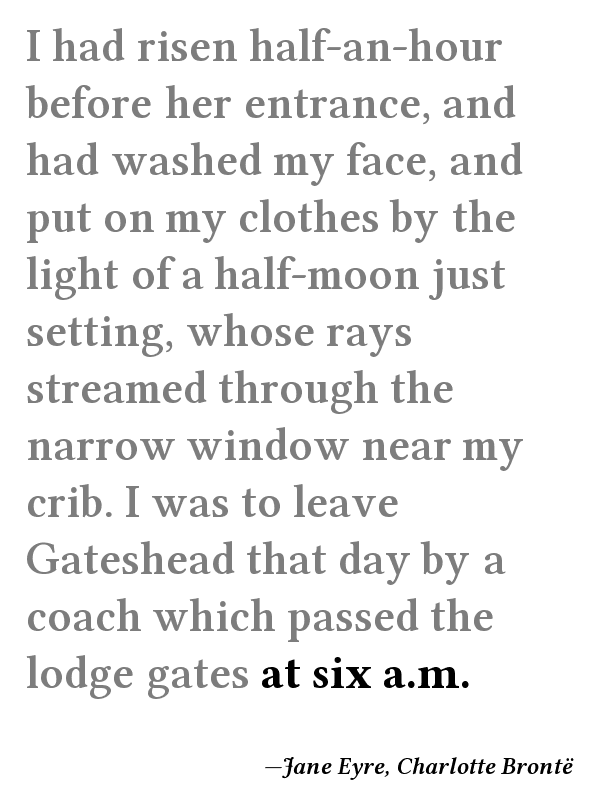 I had risen half-an-hour
before her entrance, and
had washed my face, and
put on my clothes by the
light of a half-moon just
setting, whose rays
streamed through the
narrow window near my
crib. I was to leave
Gateshead that day by a
coach which passed the
lodge gates at six a.m.
—Jane Eyre, Charlotte Brontë